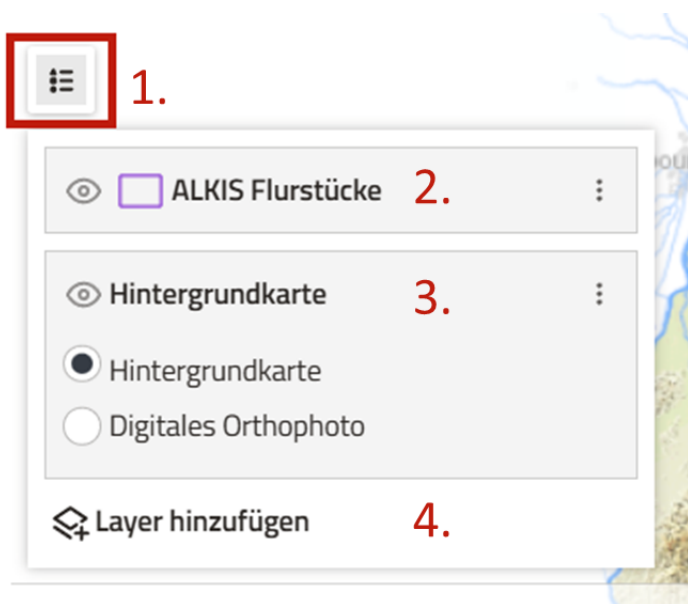 1.
ALKIS Flurstücke 2.
Hintergrundkarte 3.
Hintergrundkarte
Digitales Orthophoto
Layer hinzufügen 4.